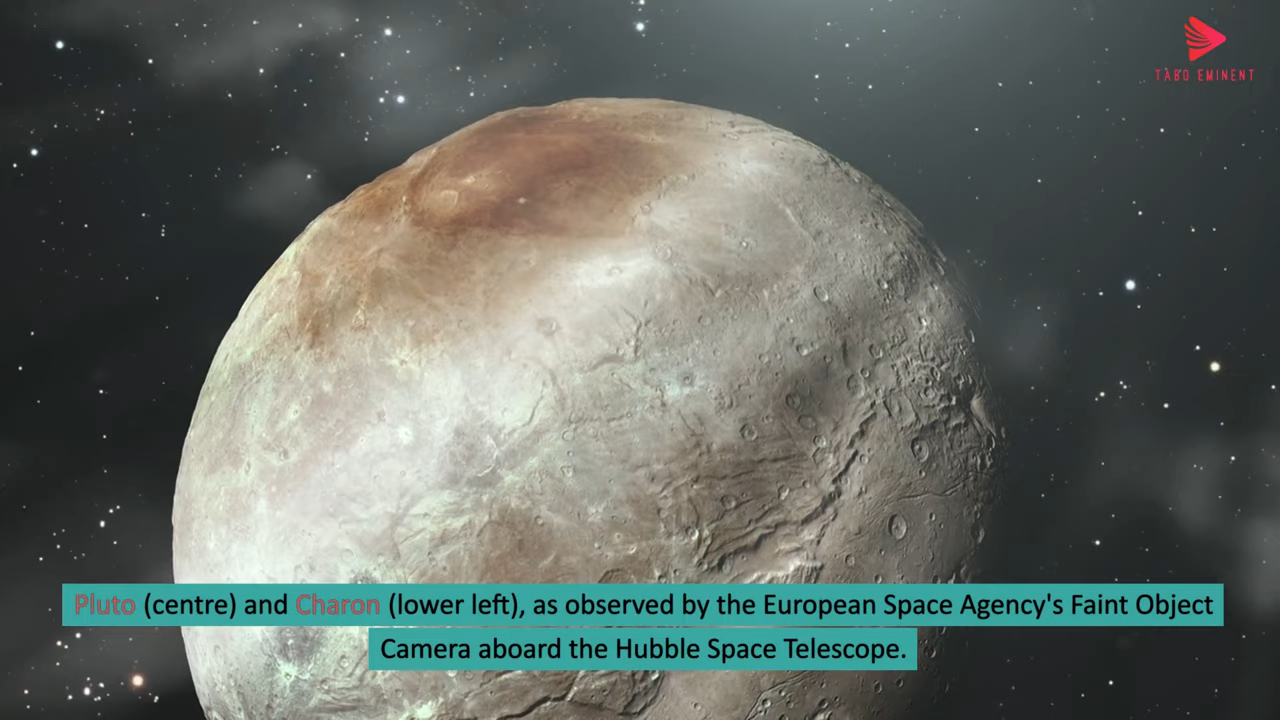 TABO EMINENT
Pluto (centre) and Charon (lower left), as observed by the European Space Agency's Faint Object
Camera aboard the Hubble Space Telescope.